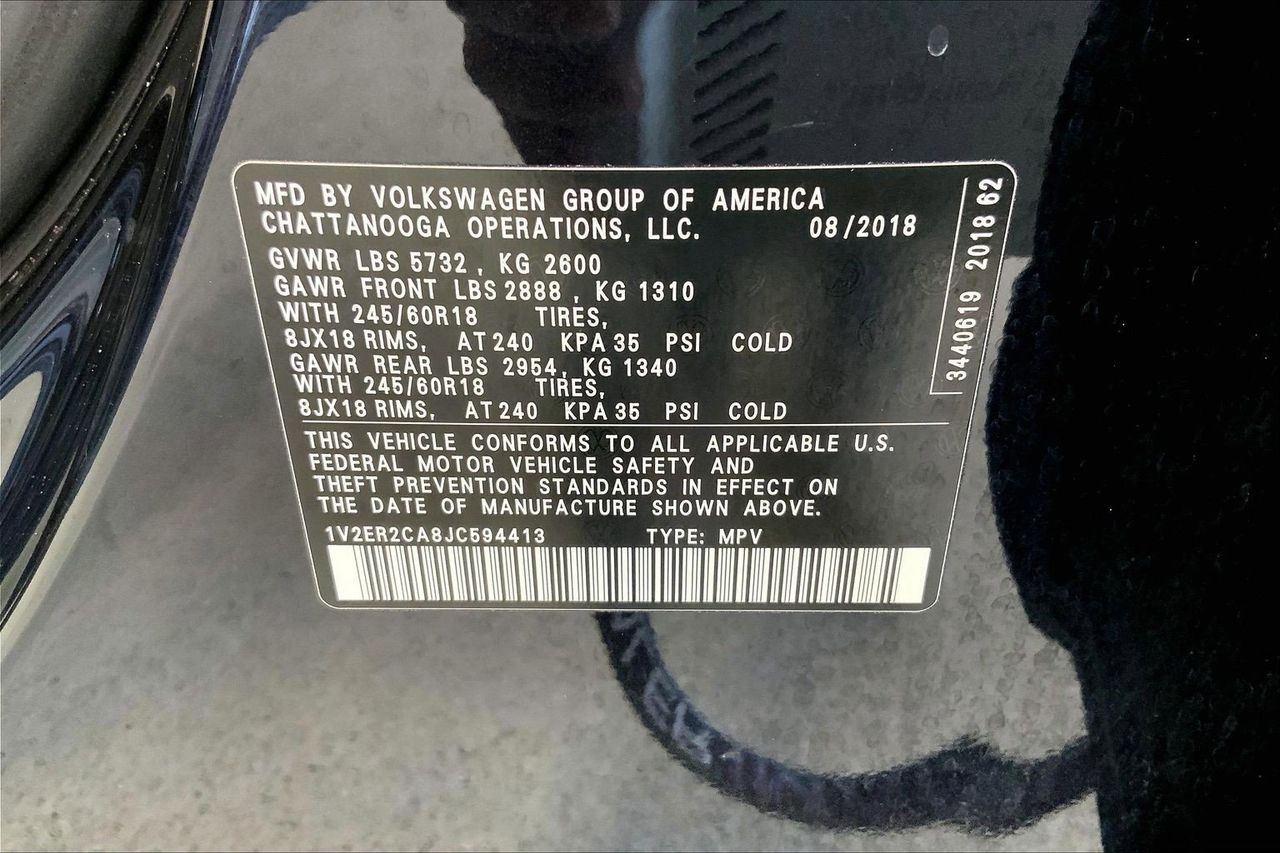 MFD BY VOLKSWAGEN GROUP OF AMERICA
CHATTANOOGA OPERATIONS, LLC. 08/2018
GVWR LBS 5732 , KG 2600
GAWR FRONT LBS 2888 , KG 1310
WITH 245/60R18 TIRES,
8JX18 RIMS, AT 240 KPA 35 PSI COLD
GAWR REAR LBS 2954, KG 1340
WITH 245/60R18 TIRES,
8JX18 RIMS, AT 240 KPA 35 PSI COLD
THIS VEHICLE CONFORMS TO ALL APPLICABLE U.S.
FEDERAL MOTOR VEHICLE SAFETY AND
THEFT PREVENTION STANDARDS IN EFFECT ON
THE DATE OF MANUFACTURE SHOWN ABOVE.
1V2ER2CA8JC594413 TYPE: MPV
3440619 2018 62